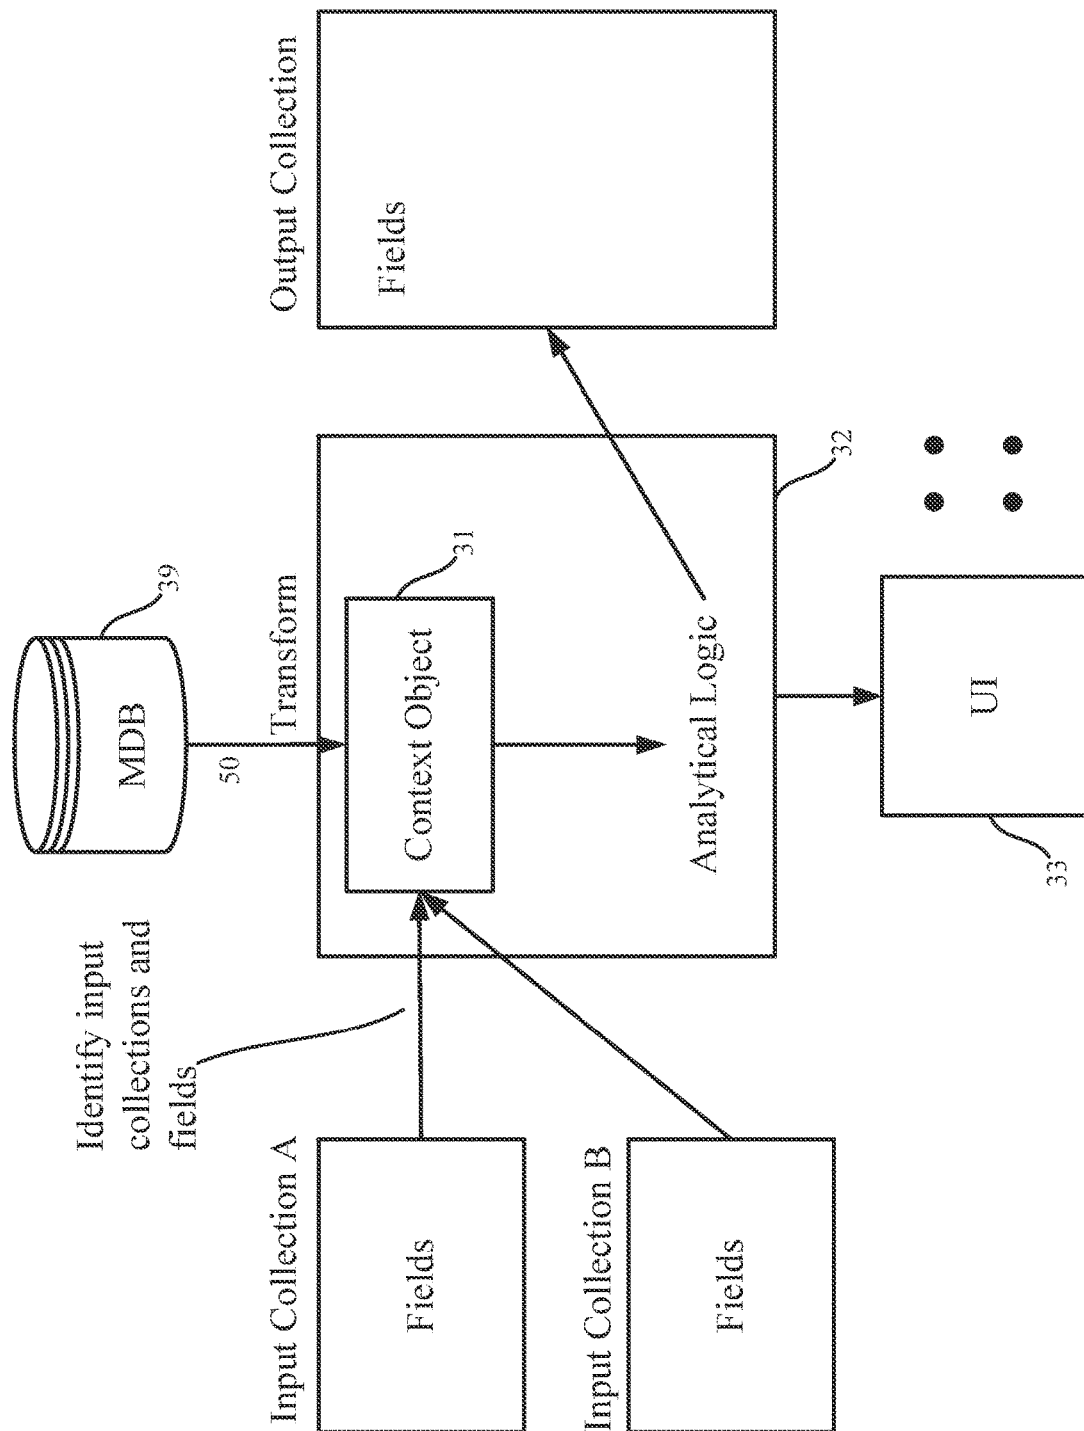 MDB
39
50
Identify input
collections and
fields
Input Collection A
Fields
Input Collection B
Fields
Transform
Context Object
31
Analytical Logic
32
Output Collection
Fields
UI
33